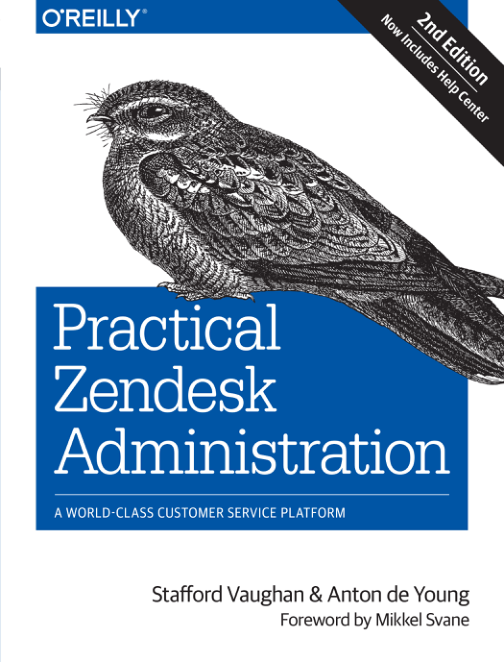 O'REILLY®
2nd Edition
Now Includes Help Center
Practical
Zendesk
Administration
A WORLD-CLASS CUSTOMER SERVICE PLATFORM
Stafford Vaughan & Anton de Young
Foreword by Mikkel Svane